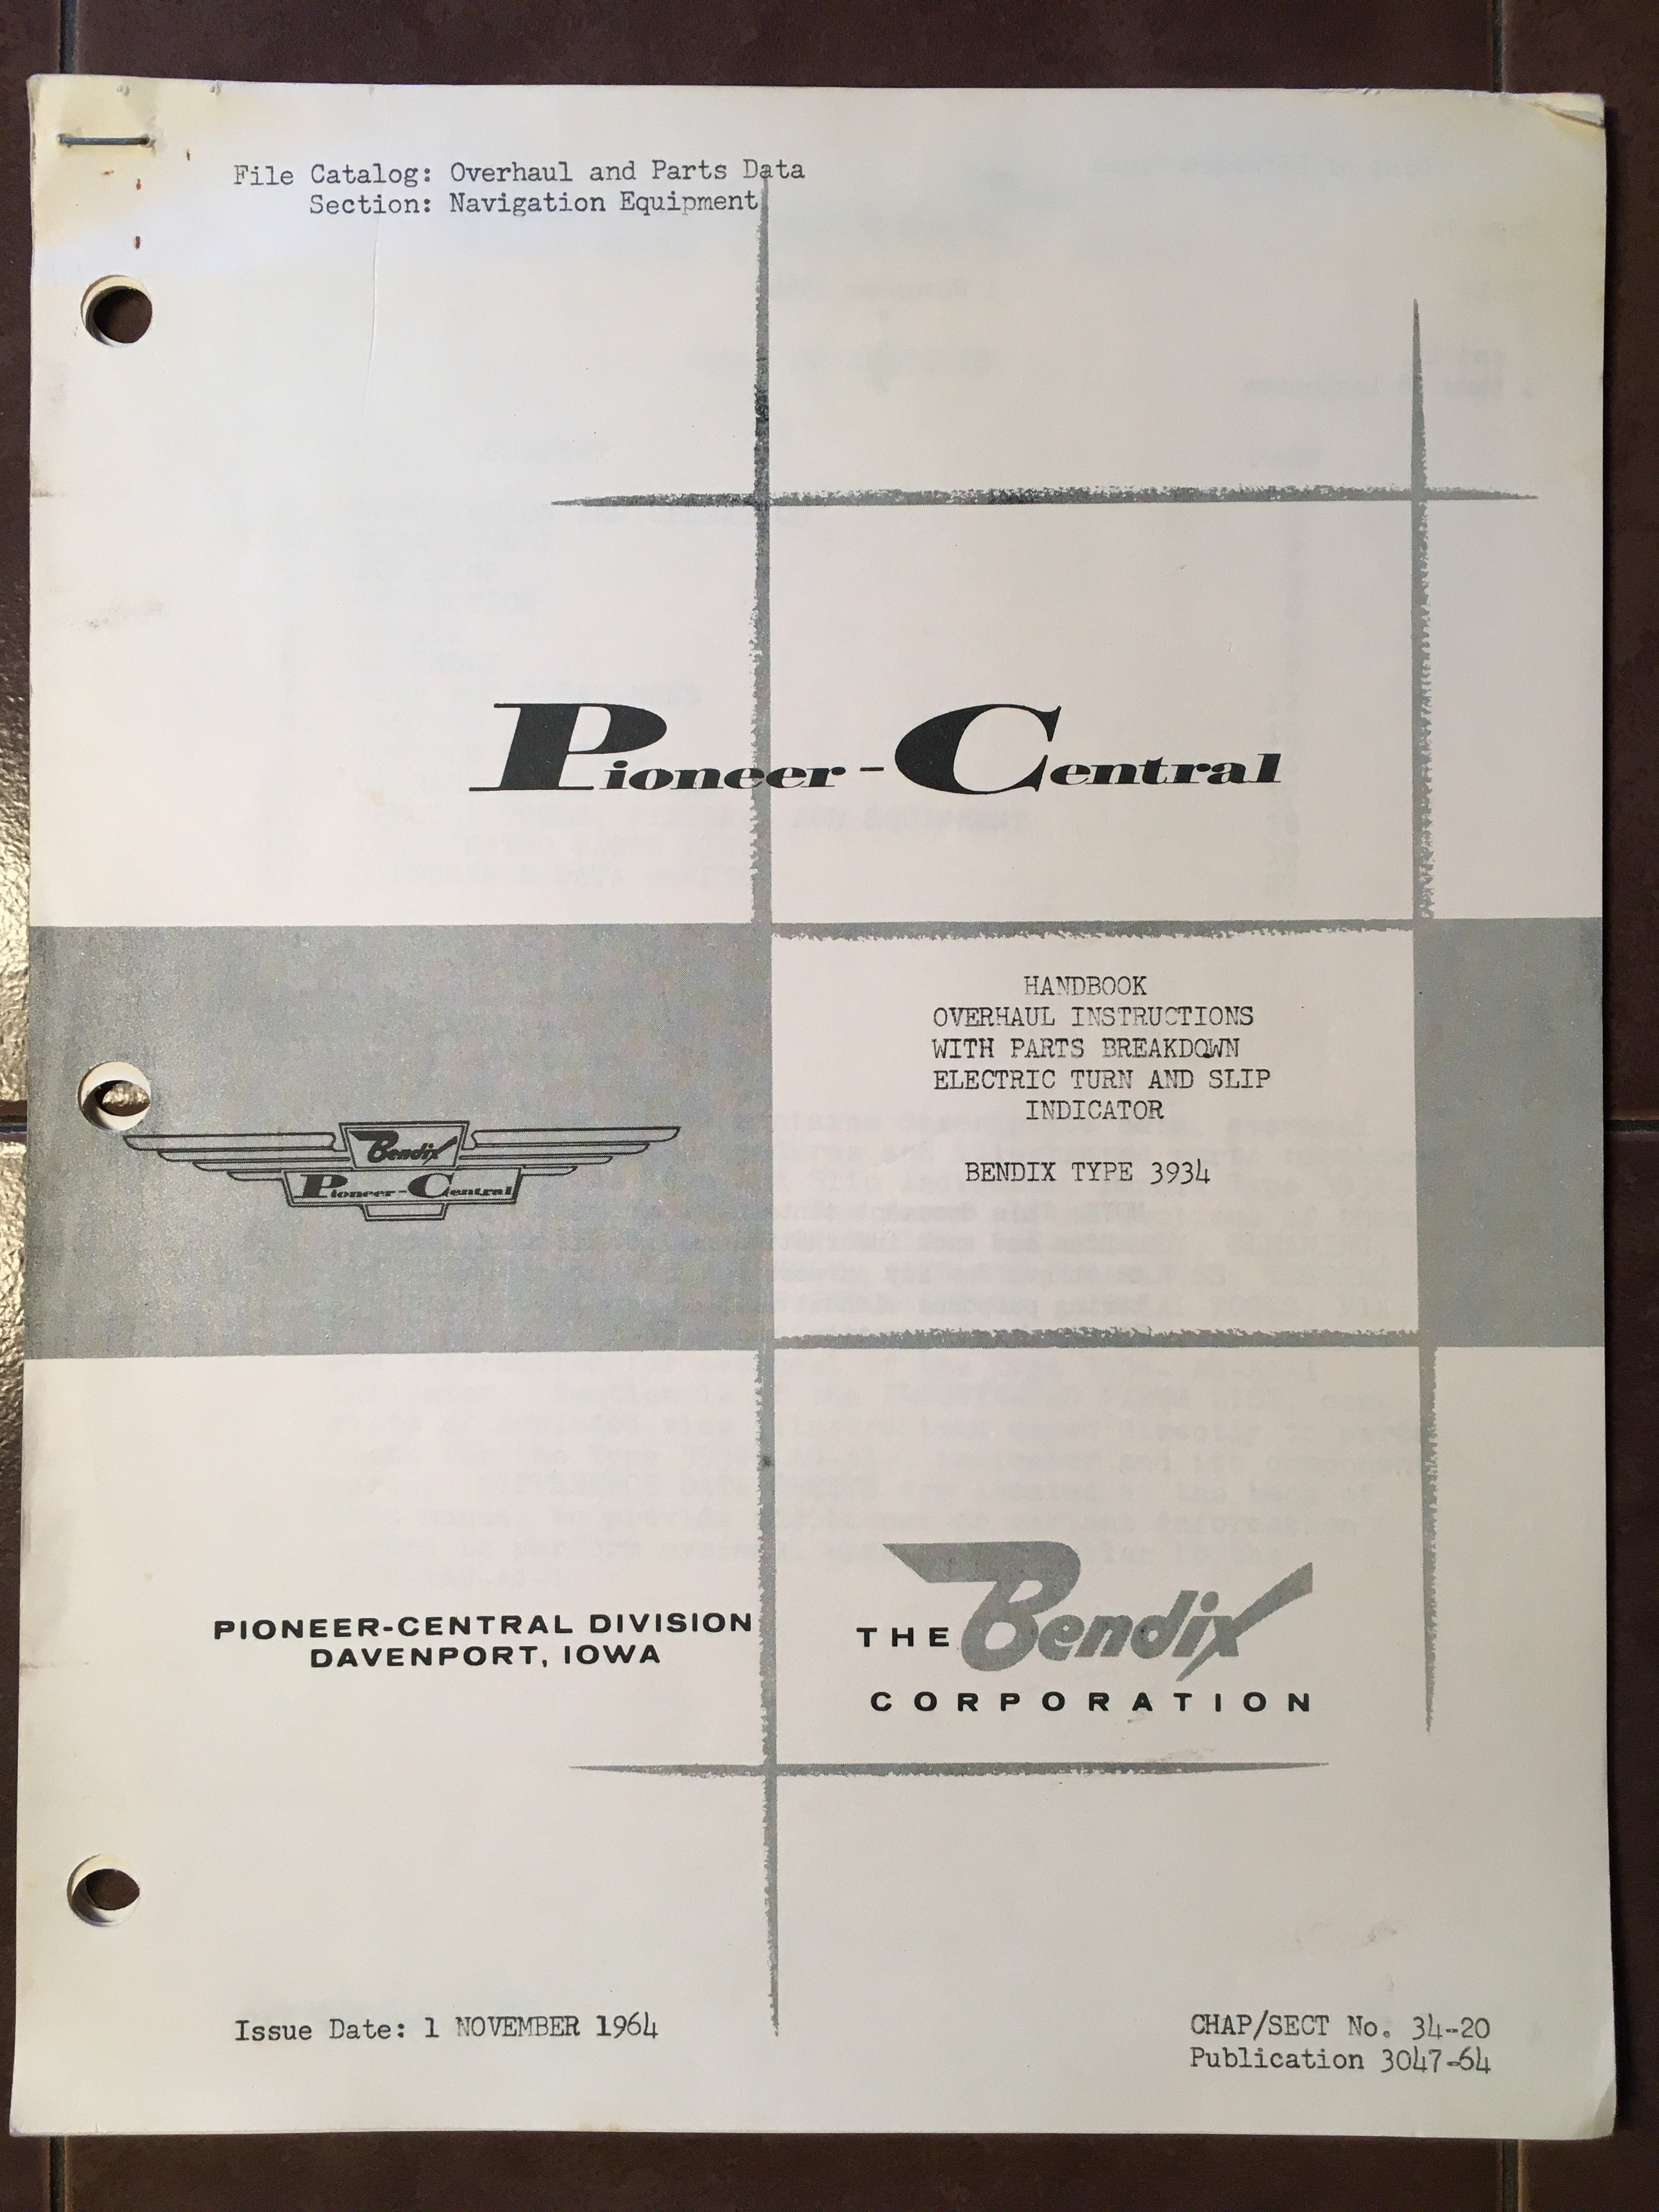 File Catalog: Overhaul and Parts Data
Section: Navigation Equipment
Pioneer-Central
HANDBOOK
OVERHAUL INSTRUCTIONS
WITH PARTS BREAKDOWN
ELECTRIC TURN AND SLIP
INDICATOR
BENDIX TYPE 3934
Bendix
Pioneer-Central
PIONEER-CENTRAL DIVISION
DAVENPORT, IOWA
THE Bendix
CORPORATION
Issue Date: 1 NOVEMBER 1964
CHAP/SECT No. 34-20
Publication 3047-64